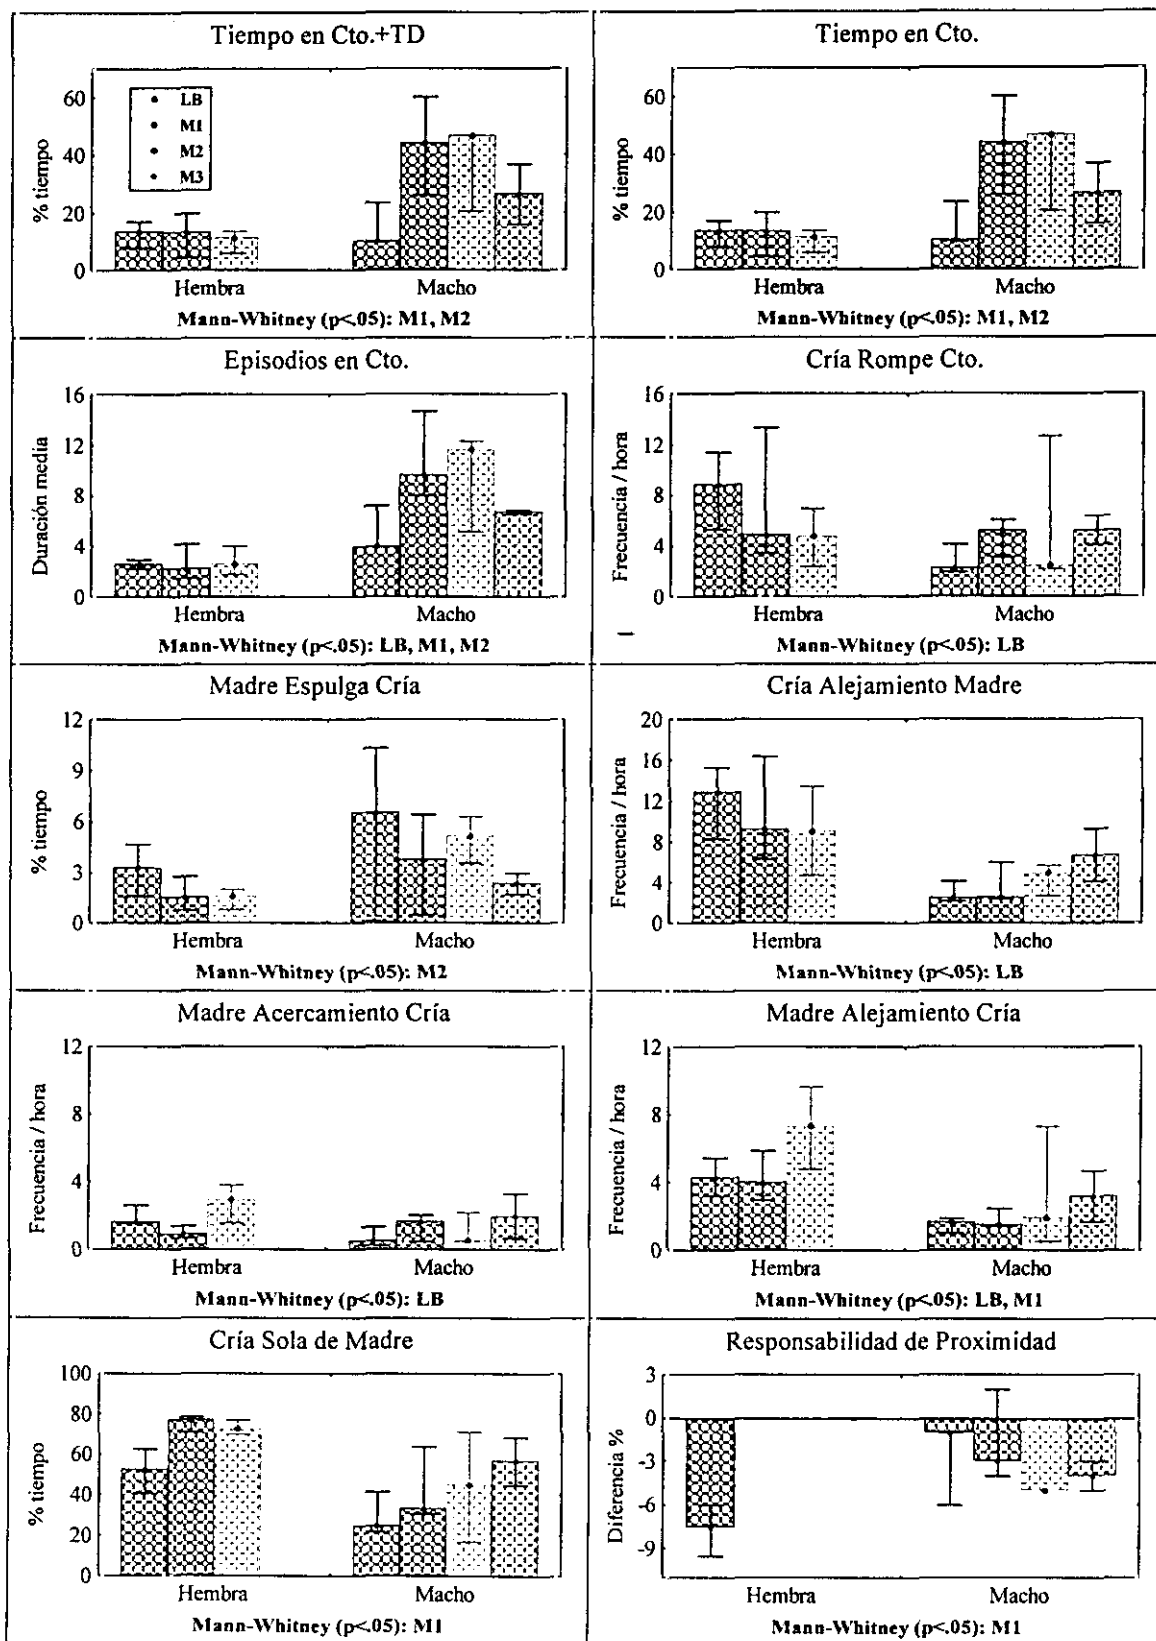 Tiempo en Cto.+TD
% tiempo
60
40
20
0
LB
M1
M2
M3
Hembra
Macho
Mann-Whitney (p<.05): M1, M2
Tiempo en Cto.
% tiempo
60
40
20
0
Hembra
Macho
Mann-Whitney (p<.05): M1, M2
Episodios en Cto.
Duración media
16
12
8
4
0
Hembra
Macho
Mann-Whitney (p<.05): LB, M1, M2
Cría Rompe Cto.
Frecuencia / hora
16
12
8
4
0
Hembra
Macho
Mann-Whitney (p<.05): LB
Madre Espulga Cría
% tiempo
12
9
6
3
0
Hembra
Macho
Mann-Whitney (p<.05): M2
Cría Alejamiento Madre
Frecuencia / hora
20
16
12
8
4
0
Hembra
Macho
Mann-Whitney (p<.05): LB
Madre Acercamiento Cría
Frecuencia / hora
12
8
4
0
Hembra
Macho
Mann-Whitney (p<.05): LB
Madre Alejamiento Cría
Frecuencia / hora
12
8
4
0
Hembra
Macho
Mann-Whitney (p<.05): LB, M1
Cría Sola de Madre
% tiempo
100
80
60
40
20
0
Hembra
Macho
Mann-Whitney (p<.05): M1
Responsabilidad de Proximidad
Diferencia %
3
0
-3
-6
-9
Hembra
Macho
Mann-Whitney (p<.05): M1